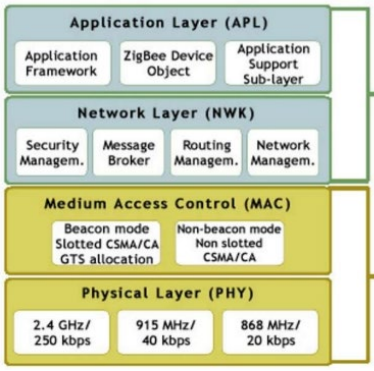 Application Layer (APL)
Application
Framework
ZigBee Device
Object
Application
Support
Sub-layer
Network Layer (NWK)
Security
Managem.
Message
Broker
Routing
Managem.
Network
Managem.
Medium Access Control (MAC)
Beacon mode
Slotted CSMA/CA
GTS allocation
Non-beacon mode
Non slotted
CSMA/CA
Physical Layer (PHY)
2.4 GHz/
250 kbps
915 MHz/
40 kbps
868 MHz/
20 kbps